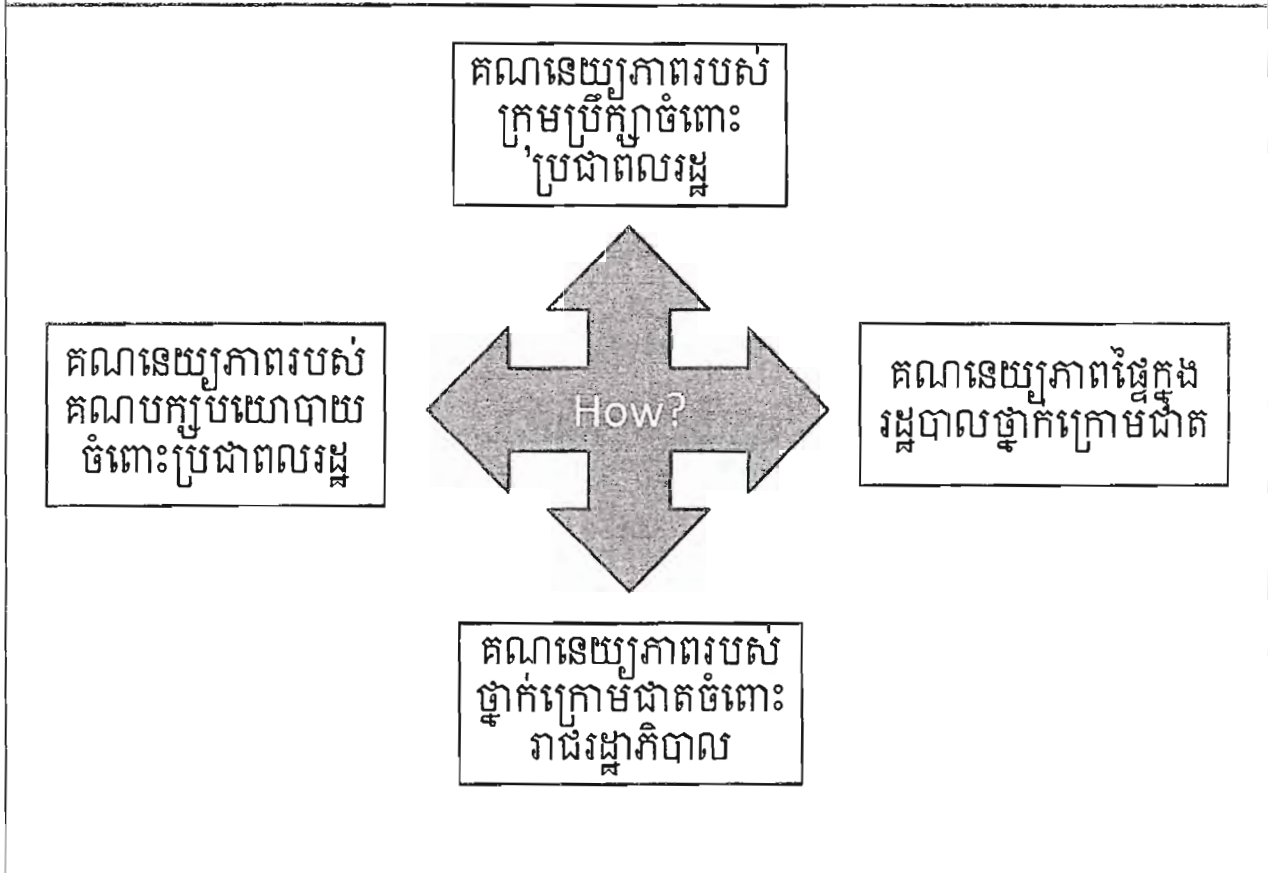 គណនេយ្យភាពរបស់
ក្រុមប្រឹក្សាចំពោះ
ប្រជាពលរដ្ឋ
គណនេយ្យភាពរបស់
គណបក្សបយោបាយ
ចំពោះប្រជាពលរដ្ឋ
How?
គណនេយ្យភាពផ្ទៃក្នុង
រដ្ឋបាលថ្នាក់ក្រោមជាត
គណនេយ្យភាពរបស់
ថ្នាក់ក្រោមជាតចំពោះ
រាជរដ្ឋាភិបាល